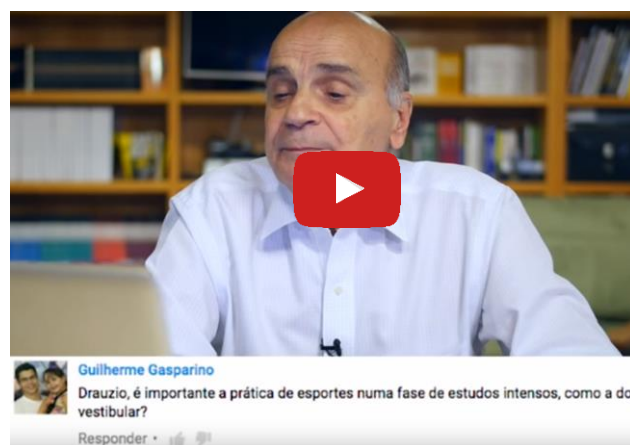 Guilherme Gasparino
Drauzio, é importante a prática de esportes numa fase de estudos intensos, como a do
vestibular?
Responder •